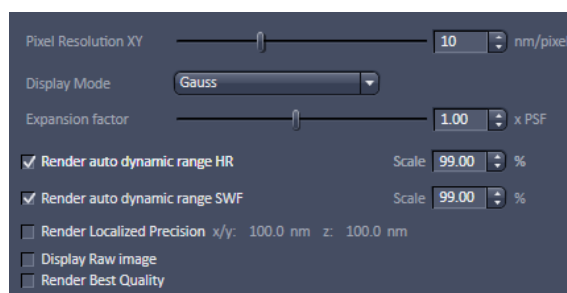 Pixel Resolution XY 10 nm/pixel
Display Mode Gauss
Expansion factor 1.00 x PSF
Render auto dynamic range HR Scale 99.00 %
Render auto dynamic range SWF Scale 99.00 %
Render Localized Precision x/y: 100.0 nm z: 100.0 nm
Display Raw image
Render Best Quality